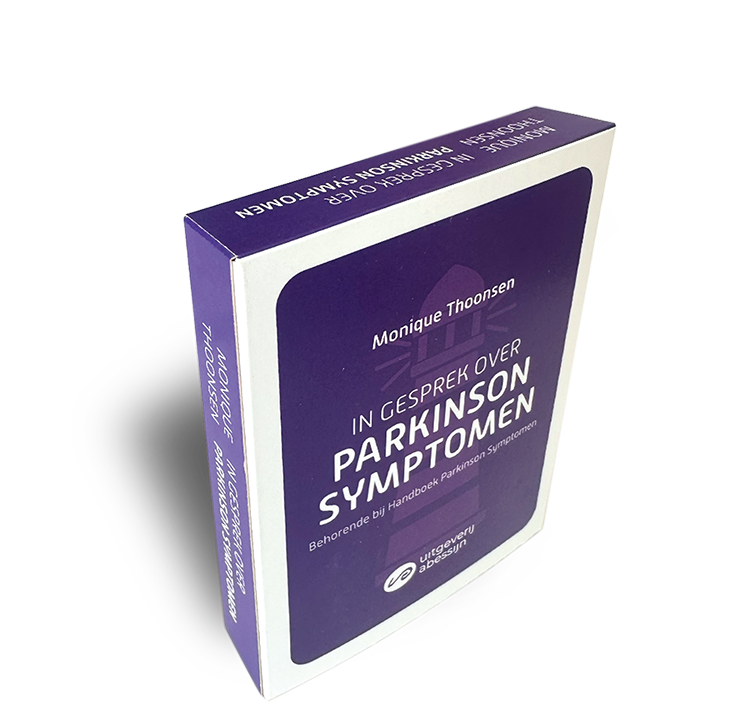 MONIQUE IN GESPREK OVER
THOONSEN PARKINSON SYMPTOMEN
Monique Thoonsen
IN GESPREK OVER
PARKINSON
SYMPTOMEN
Behorende bij Handboek Parkinson Symptomen
uitgeverij
abessijn
MONIQUE IN GESPREK OVER
THOONSEN PARKINSON SYMPTOMEN